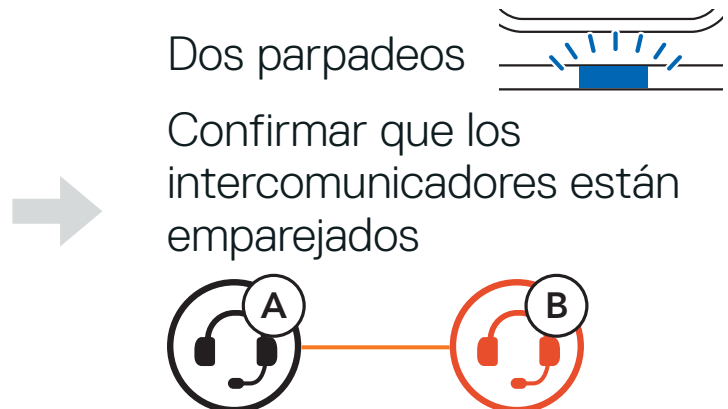 Dos parpadeos
Confirmar que los
intercomunicadores están
emparejados
A
B